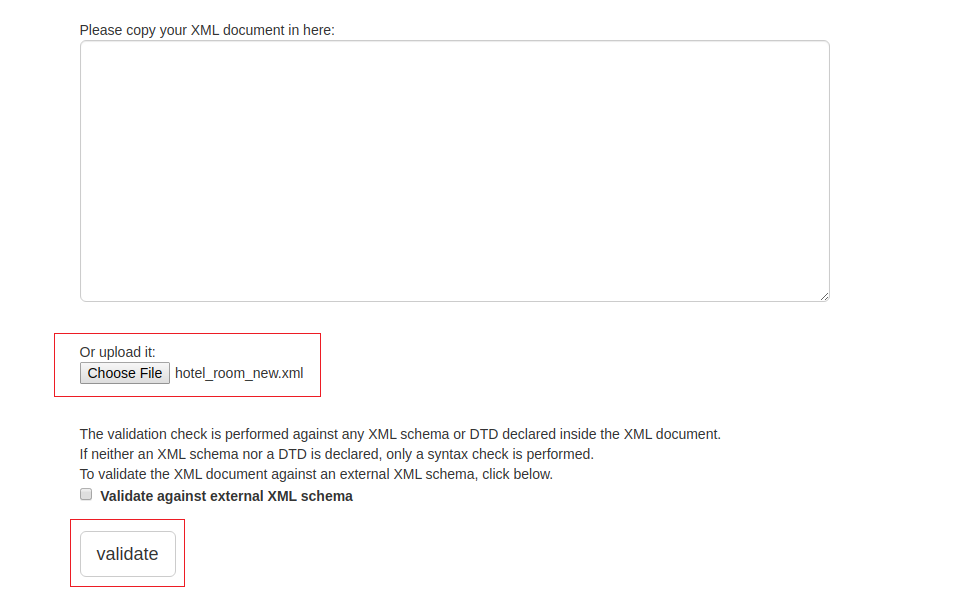 Please copy your XML document in here:
Or upload it:
Choose File hotel_room_new.xml
The validation check is performed against any XML schema or DTD declared inside the XML document.
If neither an XML schema nor a DTD is declared, only a syntax check is performed.
To validate the XML document against an external XML schema, click below.
Validate against external XML schema
validate